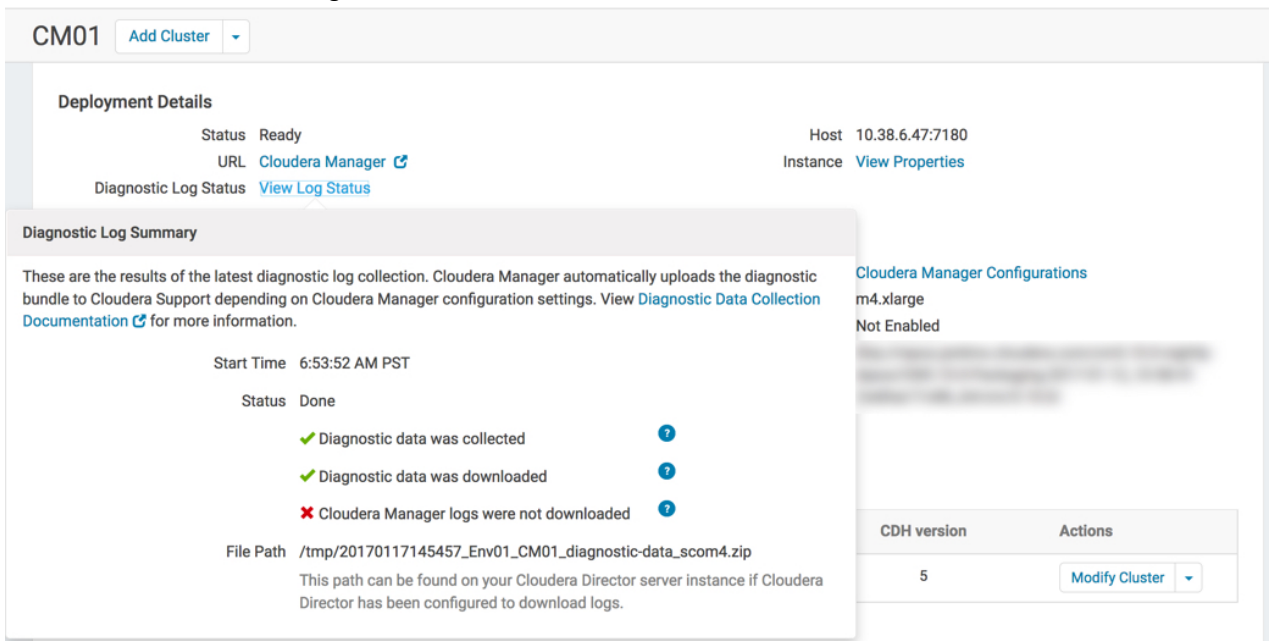 CM01 Add Cluster
Deployment Details
Status Ready
Host 10.38.6.47:7180
URL Cloudera Manager
Instance View Properties
Diagnostic Log Status View Log Status
Diagnostic Log Summary
These are the results of the latest diagnostic log collection. Cloudera Manager automatically uploads the diagnostic
bundle to Cloudera Support depending on Cloudera Manager configuration settings. View Diagnostic Data Collection
Documentation for more information.
Start Time 6:53:52 AM PST
Status Done
Diagnostic data was collected ?
Diagnostic data was downloaded ?
Cloudera Manager logs were not downloaded ?
File Path /tmp/20170117145457_Env01_CM01_diagnostic-data_scom4.zip
This path can be found on your Cloudera Director server instance if Cloudera
Director has been configured to download logs.
Cloudera Manager Configurations
m4.xlarge
Not Enabled
CDH version Actions
5 Modify Cluster